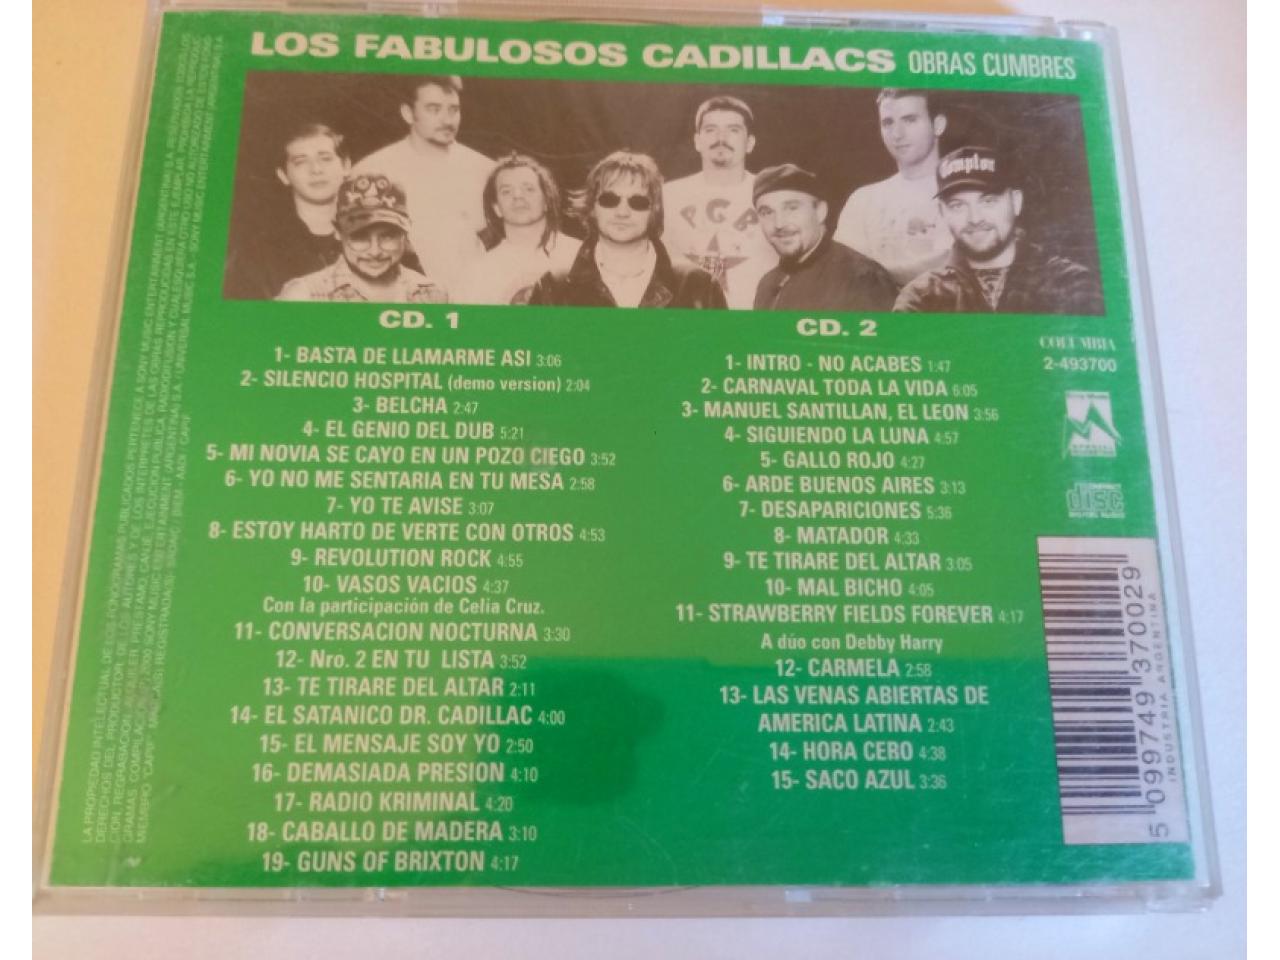 LOS FABULOSOS CADILLACS OBRAS CUMBRES
PGA
Compton
CD. 1
1- BASTA DE LLAMARME ASI 3:06
2- SILENCIO HOSPITAL (demo version) 2:04
3- BELCHA 2:47
4- EL GENIO DEL DUB 5:21
5- MI NOVIA SE CAYO EN UN POZO CIEGO 3:52
6- YO NO ME SENTARIA EN TU MESA 2:58
7- YO TE AVISE 3:07
8- ESTOY HARTO DE VERTE CON OTROS 4:53
9- REVOLUTION ROCK 4:55
10- VASOS VACIOS 4:37
Con la participación de Celia Cruz.
11- CONVERSACION NOCTURNA 3:30
12- Nro. 2 EN TU LISTA 3:52
13- TE TIRARE DEL ALTAR 2:11
14- EL SATANICO DR. CADILLAC 4:00
15- EL MENSAJE SOY YO 2:50
16- DEMASIADA PRESION 4:10
17- RADIO KRIMINAL 4:20
18- CABALLO DE MADERA 3:10
19- GUNS OF BRIXTON 4:17
CD. 2
1- INTRO - NO ACABES 1:47
2- CARNAVAL TODA LA VIDA 6:05
3- MANUEL SANTILLAN, EL LEON 3:56
4- SIGUIENDO LA LUNA 4:57
5- GALLO ROJO 4:27
6- ARDE BUENOS AIRES 3:13
7- DESAPARICIONES 5:36
8- MATADOR 4:33
9- TE TIRARE DEL ALTAR 3:05
10- MAL BICHO 4:05
11- STRAWBERRY FIELDS FOREVER 4:17
A dúo con Debby Harry
12- CARMELA 2:58
13- LAS VENAS ABIERTAS DE
AMERICA LATINA 2:43
14- HORA CERO 4:38
15- SACO AZUL 3:36
COLUMBIA
2-493700
COMPACT
disc
DIGITAL AUDIO
5 099749 370029
INDUSTRIA ARGENTINA